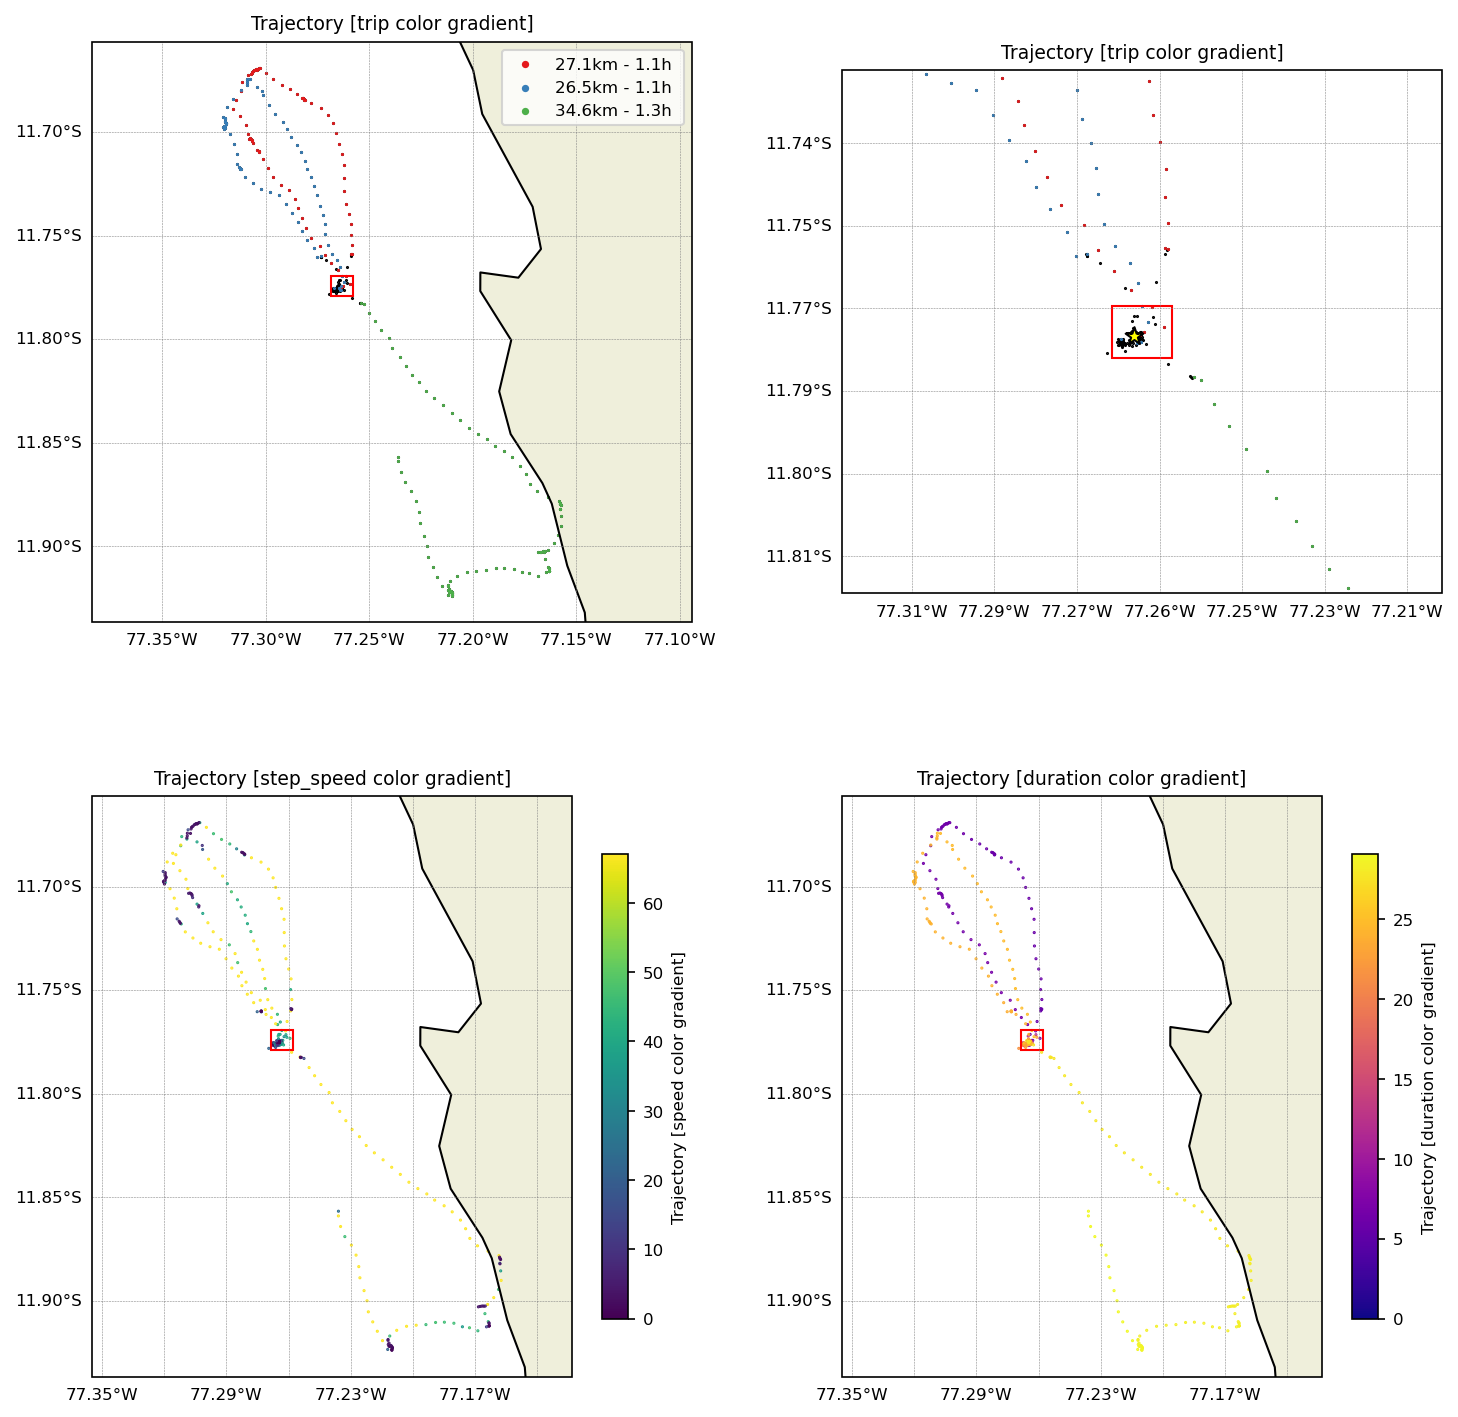 Trajectory [trip color gradient]
27.1km - 1.1h
26.5km - 1.1h
34.6km - 1.3h
11.70°S
11.75°S
11.80°S
11.85°S
11.90°S
77.35°W 77.30°W 77.25°W 77.20°W 77.15°W 77.10°W
Trajectory [trip color gradient]
11.74°S
11.75°S
11.77°S
11.79°S
11.80°S
11.81°S
77.31°W 77.29°W 77.27°W 77.26°W 77.25°W 77.23°W 77.21°W
Trajectory [step_speed color gradient]
11.70°S
11.75°S
11.80°S
11.85°S
11.90°S
77.35°W 77.29°W 77.23°W 77.17°W
60
50
40
30
20
10
0
Trajectory [speed color gradient]
Trajectory [duration color gradient]
11.70°S
11.75°S
11.80°S
11.85°S
11.90°S
77.35°W 77.29°W 77.23°W 77.17°W
25
20
15
10
5
0
Trajectory [duration color gradient]